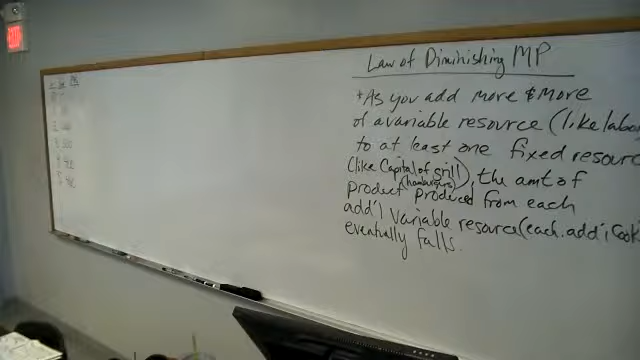 Law of Diminishing MP
*As you add more & more
of a variable resource (like labo
to at least one fixed resourc
(like Capital of grill), the amt of
(hamburgers)
product produced from each
add'l variable resource (each add'l Cook
eventually falls.